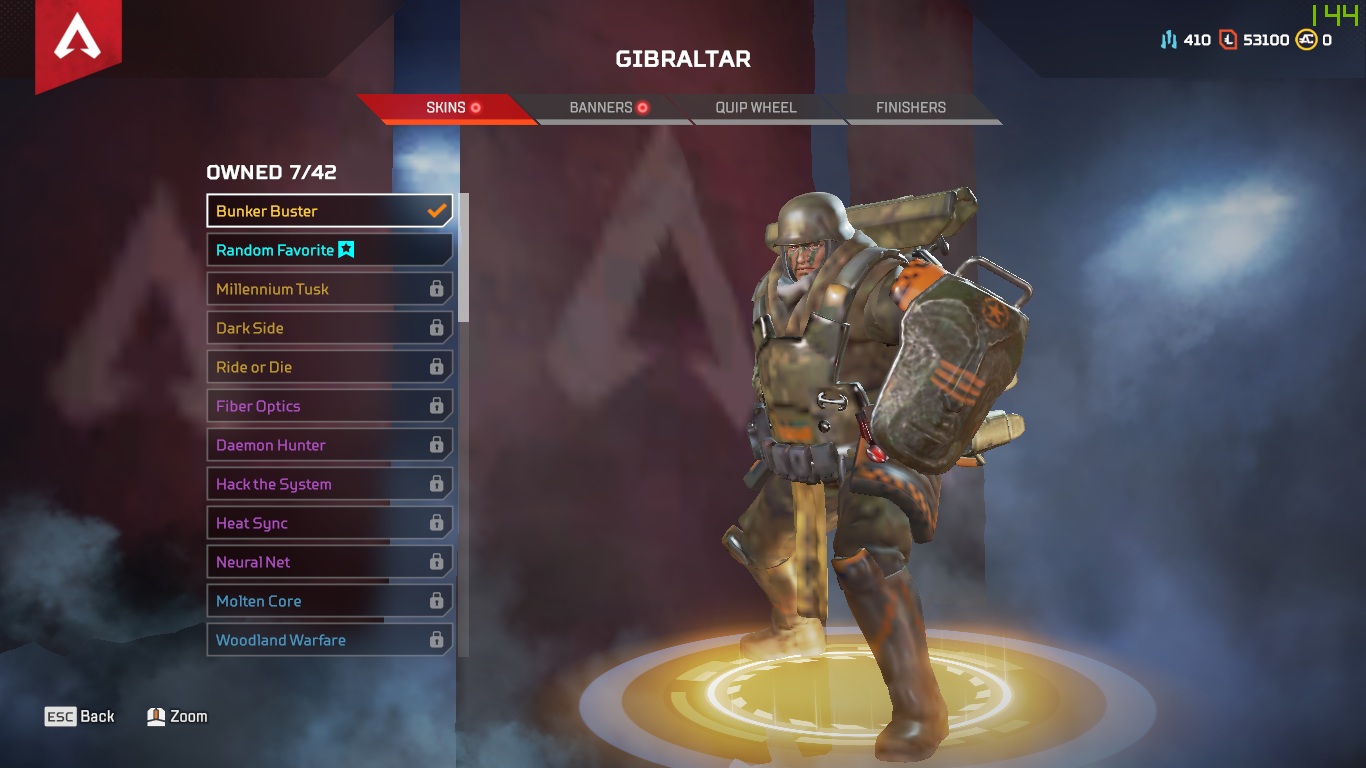 144
410 53100 0
GIBRALTAR
SKINS BANNERS QUIP WHEEL FINISHERS
OWNED 7/42
Bunker Buster
Random Favorite
Millennium Tusk
Dark Side
Ride or Die
Fiber Optics
Daemon Hunter
Hack the System
Heat Sync
Neural Net
Molten Core
Woodland Warfare
ESC Back Zoom